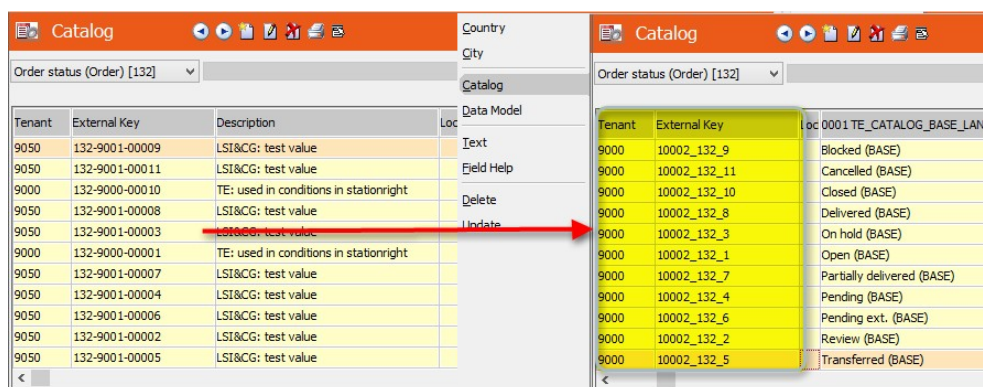 Catalog
Order status (Order) [132]
Tenant External Key Description Loc
9050 132-9001-00009 LSI&CG: test value
9050 132-9001-00011 LSI&CG: test value
9000 132-9000-00010 TE: used in conditions in stationright
9050 132-9001-00008 LSI&CG: test value
9050 132-9001-00003 LSI&CG: test value
9000 132-9000-00001 TE: used in conditions in stationright
9050 132-9001-00007 LSI&CG: test value
9050 132-9001-00004 LSI&CG: test value
9050 132-9001-00006 LSI&CG: test value
9050 132-9001-00002 LSI&CG: test value
9050 132-9001-00005 LSI&CG: test value
Country
City
Catalog
Data Model
Text
Field Help
Delete
Update
Catalog
Order status (Order) [132]
Tenant External Key Loc 0001 TE_CATALOG_BASE_LAN
9000 10002_132_9 Blocked (BASE)
9000 10002_132_11 Cancelled (BASE)
9000 10002_132_10 Closed (BASE)
9000 10002_132_8 Delivered (BASE)
9000 10002_132_3 On hold (BASE)
9000 10002_132_1 Open (BASE)
9000 10002_132_7 Partially delivered (BASE)
9000 10002_132_4 Pending (BASE)
9000 10002_132_6 Pending ext. (BASE)
9000 10002_132_2 Review (BASE)
9000 10002_132_5 Transferred (BASE)